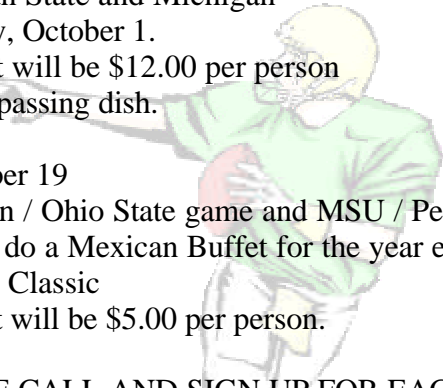 n State and Michigan
y, October 1.
t will be $12.00 per person
passing dish.
ber 19
n / Ohio State game and MSU / Pe
do a Mexican Buffet for the year e
Classic
t will be $5.00 per person.
E CALL AND SIGN UP FOR EAC